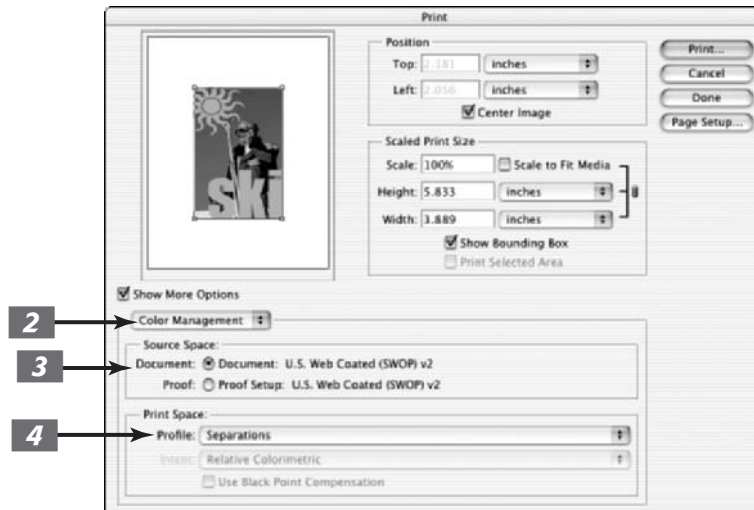 Print
Position
Top: 2.181 inches
Left: 2.056 inches
Center Image
Print...
Cancel
Done
Page Setup...
ski
Scaled Print Size
Scale: 100% Scale to Fit Media
Height: 5.833 inches
Width: 3.889 inches
Show Bounding Box
Print Selected Area
Show More Options
2 Color Management
Source Space:
3 Document: Document: U.S. Web Coated (SWOP) v2
Proof: Proof Setup: U.S. Web Coated (SWOP) v2
Print Space:
4 Profile: Separations
Intent: Relative Colorimetric
Use Black Point Compensation